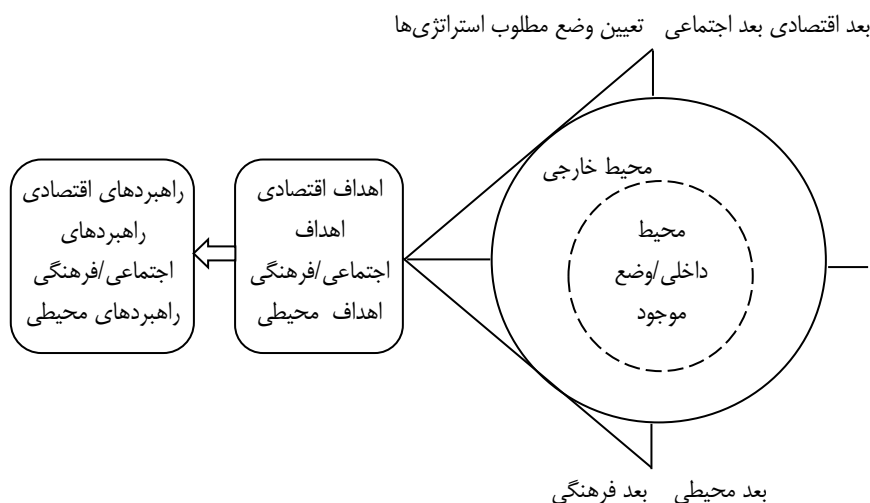 بعد اقتصادی بعد اجتماعی تعیین وضع مطلوب استراتژی‌ها
محیط خارجی
محیط
داخلی/وضع
موجود
اهداف اقتصادی
اهداف
اجتماعی/فرهنگی
اهداف محیطی
راهبردهای اقتصادی
راهبردهای
اجتماعی/فرهنگی
راهبردهای محیطی
بعد محیطی بعد فرهنگی